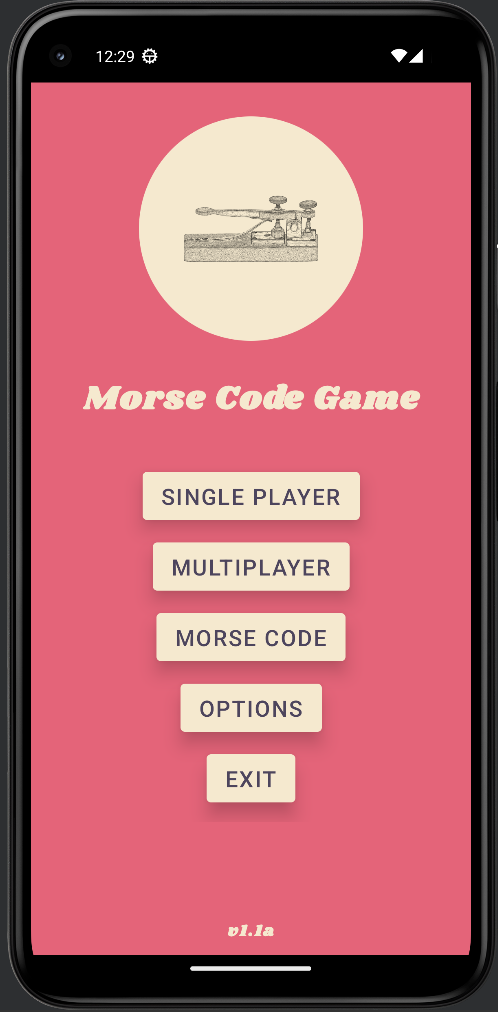 12:29
Morse Code Game
SINGLE PLAYER
MULTIPLAYER
MORSE CODE
OPTIONS
EXIT
v1.1a